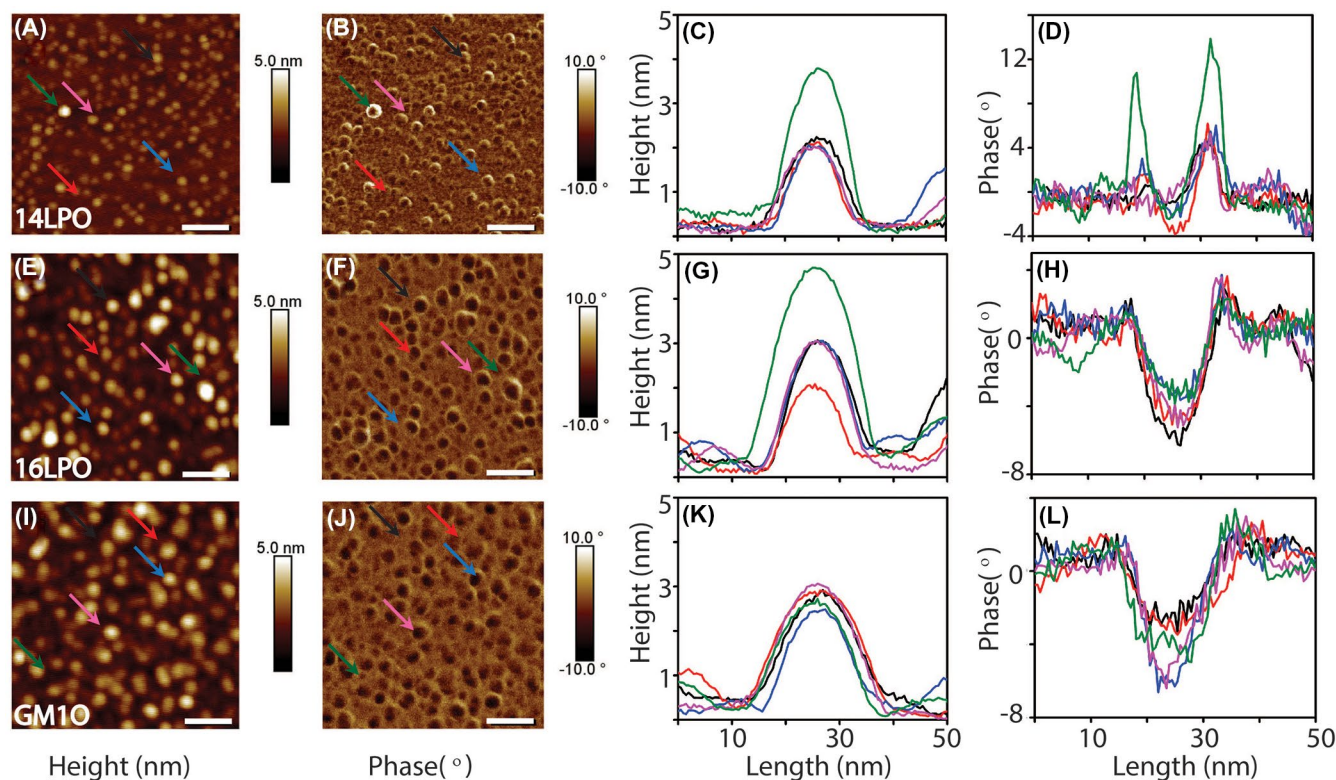 (A)
14LPO
5.0 nm
(B)
10.0 °
-10.0 °
(C)
Height (nm)
5
3
1
(D)
Phase( ° )
12
4
-4
(E)
16LPO
5.0 nm
(F)
10.0 °
-10.0 °
(G)
Height (nm)
5
3
1
(H)
Phase( ° )
0
-8
(I)
GM1O
5.0 nm
(J)
10.0 °
-10.0 °
(K)
Height (nm)
5
3
1
10 30 50
Length (nm)
(L)
Phase( ° )
0
-8
10 30 50
Length (nm)
Height (nm)
Phase( ° )